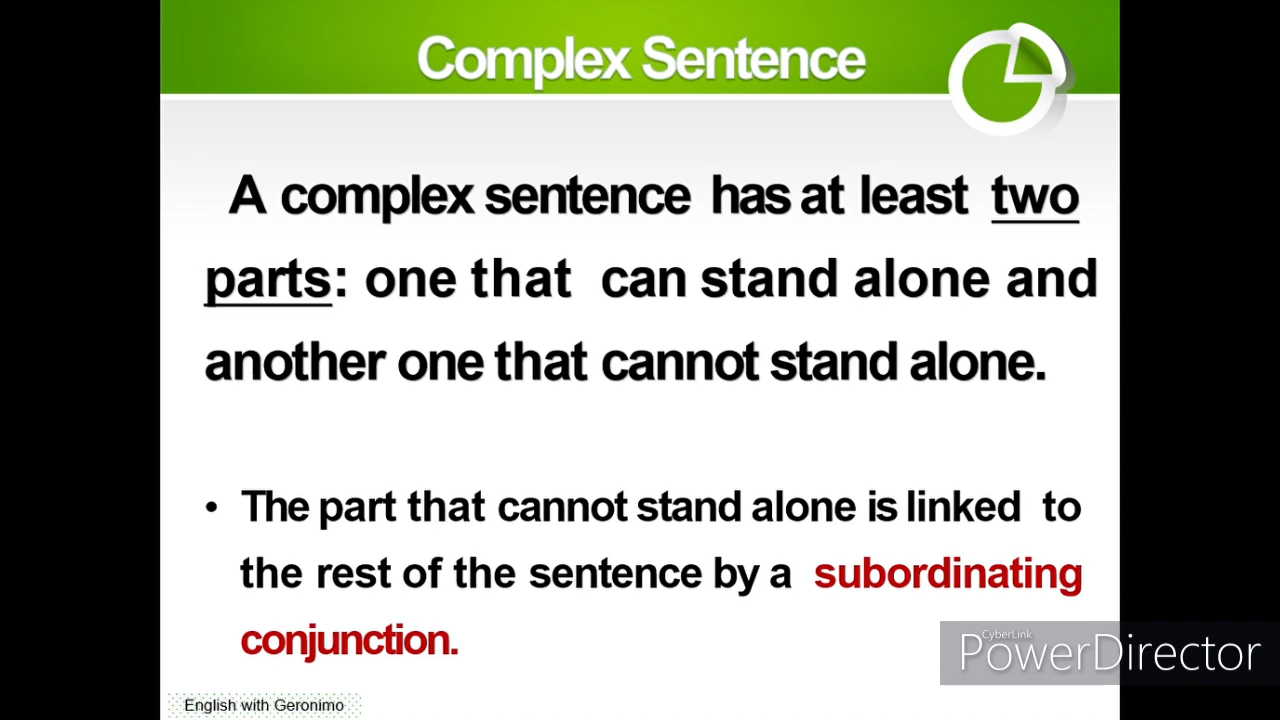 Complex Sentence
A complex sentence has at least two
parts: one that can stand alone and
another one that cannot stand alone.
• The part that cannot stand alone is linked to
the rest of the sentence by a subordinating
conjunction.
CyberLink
PowerDirector
English with Geronimo